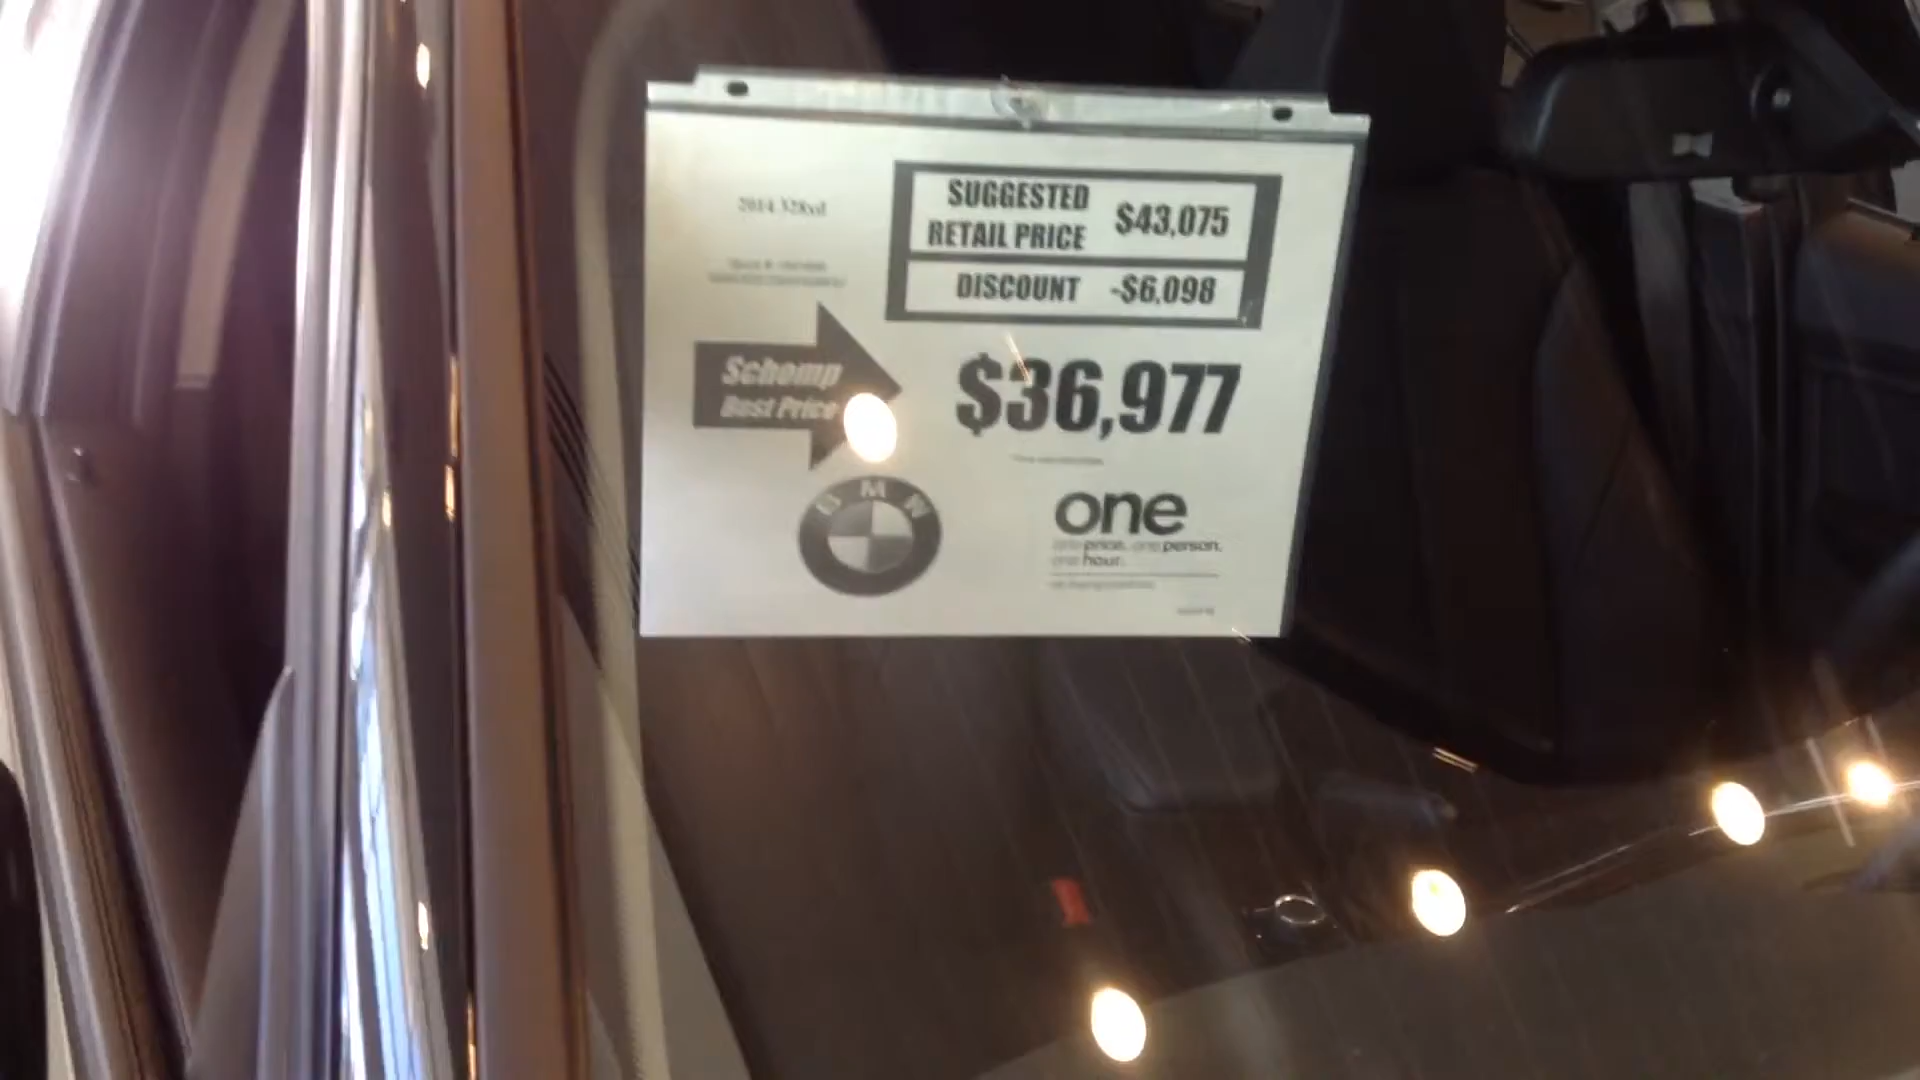 2014 328xd
SUGGESTED
RETAIL PRICE $43,075
DISCOUNT -$6,098
Schomp
Best Price
$36,977
BMW
one
one price. one person.
one hour.